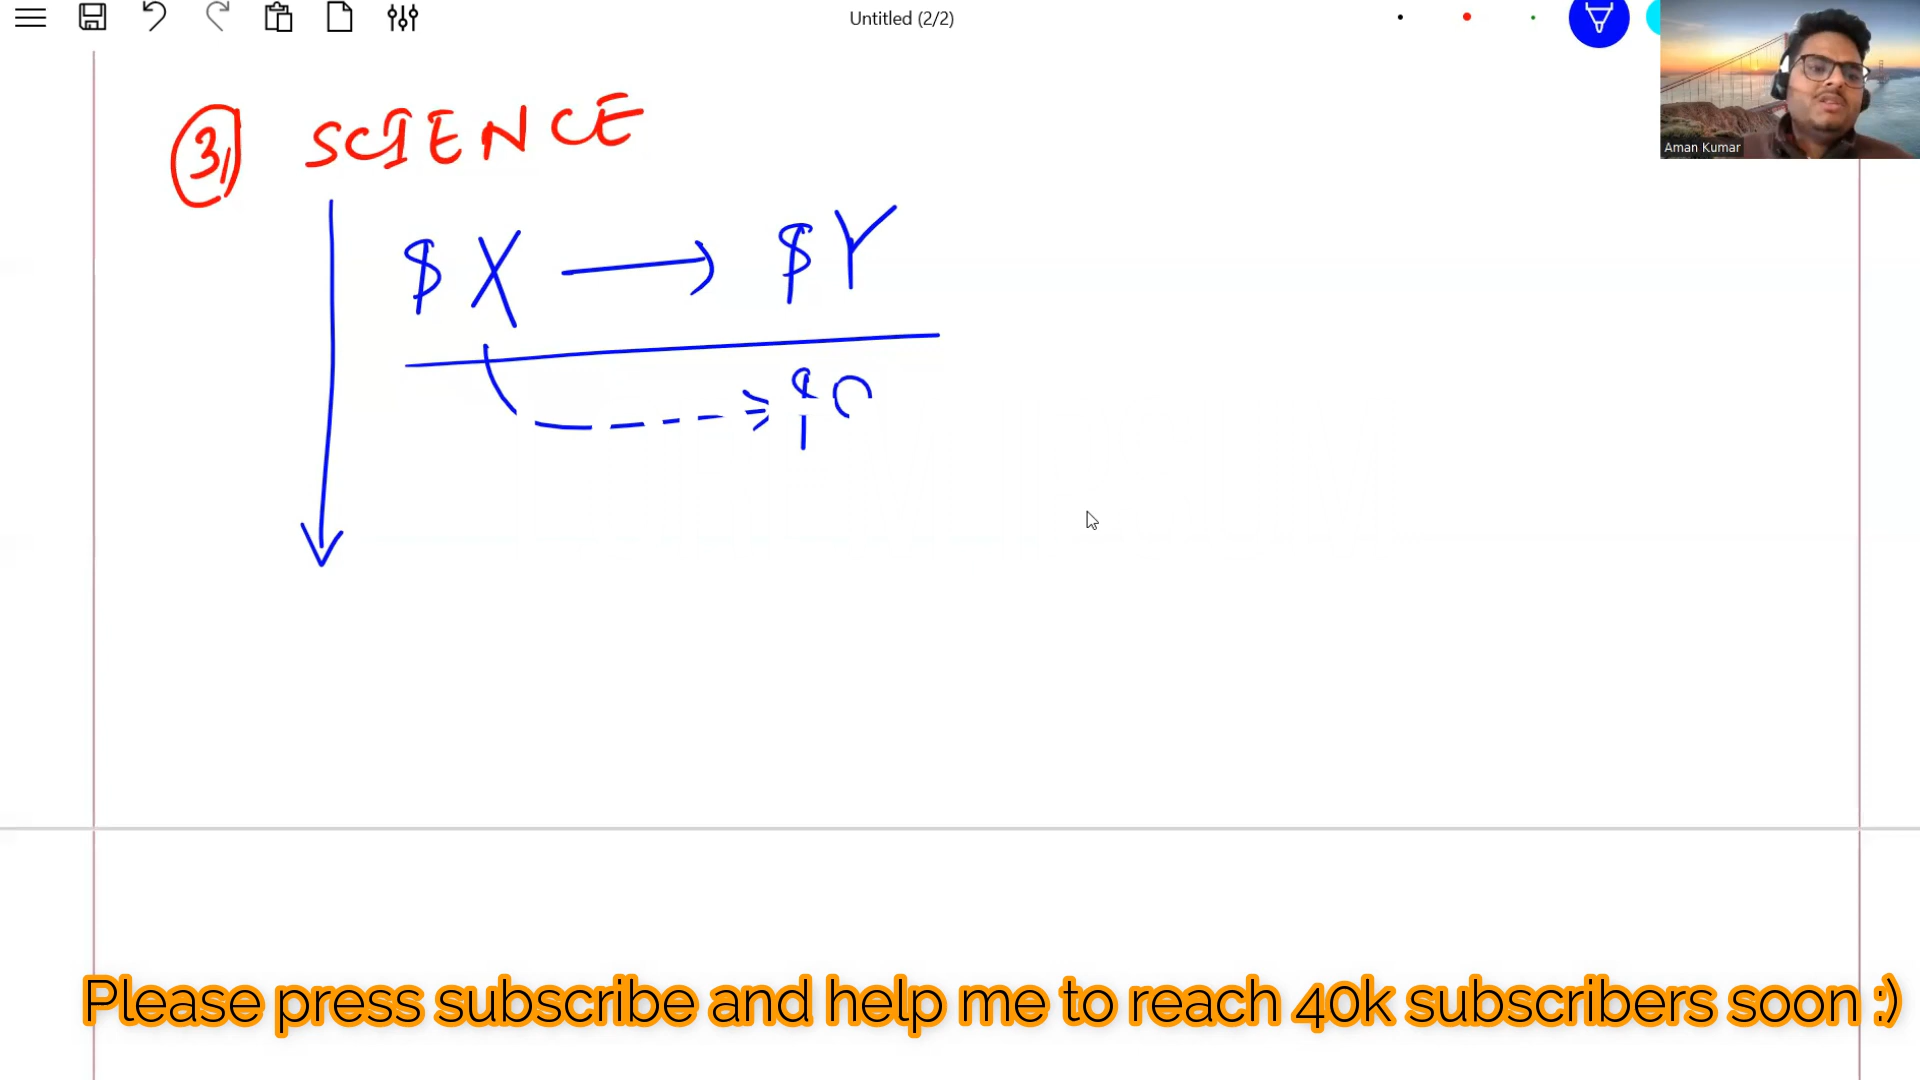 Untitled (2/2)
Aman Kumar
3) SCIENCE
$ X → $ Y
Please press subscribe and help me to reach 40k subscribers soon :)